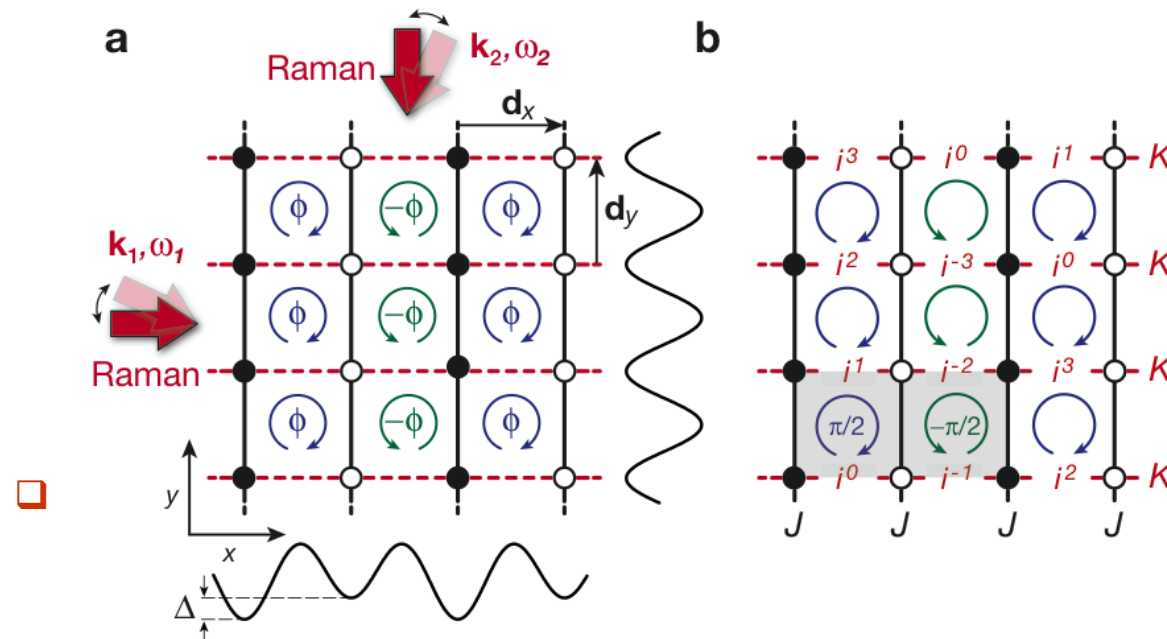 a
b
k₂, ω₂
Raman
dₓ
i³ i⁰ i¹ K
ϕ −ϕ ϕ
d_y
k₁, ω₁
i² i⁻³ i⁰ K
ϕ −ϕ ϕ
Raman
i¹ i⁻² i³ K
ϕ −ϕ ϕ
π/2 −π/2
i⁰ i⁻¹ i² K
y
x
J J J J
Δ